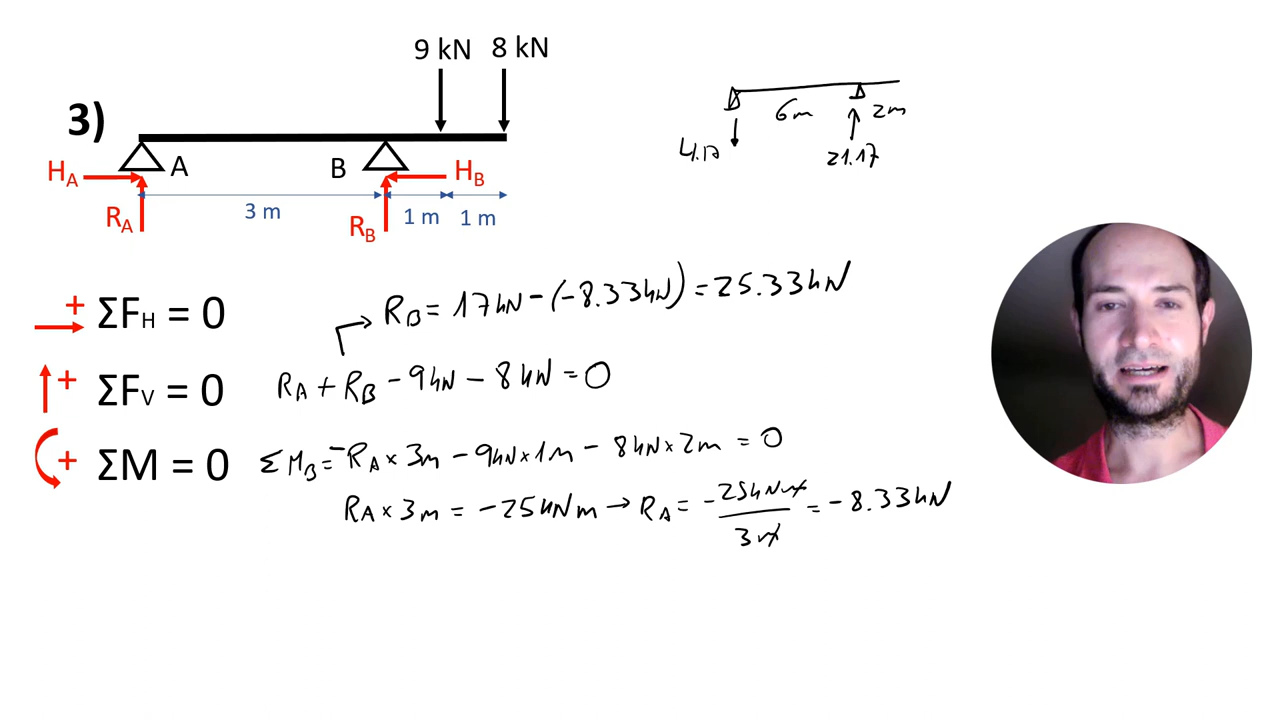 9 kN 8 kN
3)
A B
H_A H_B
R_A R_B
3 m 1 m 1 m
6m 2m
4.17 21.17
+ ΣF_H = 0
R_B = 17kN - (-8.33kN) = 25.33kN
+ ΣF_V = 0
R_A + R_B - 9kN - 8kN = 0
+ ΣM = 0
ΣM_B = -R_A × 3m - 9kN × 1m - 8kN × 2m = 0
R_A × 3m = -25kNm → R_A = -25kNm / 3m = -8.33kN